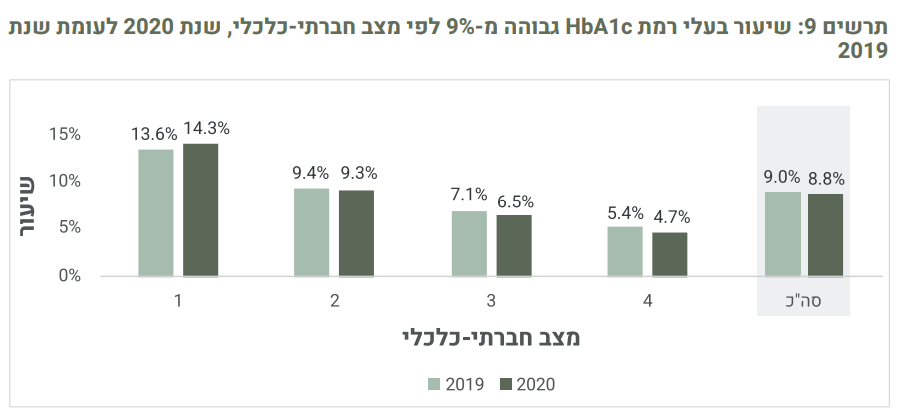 תרשים 9: שיעור בעלי רמת HbA1c גבוהה מ-9% לפי מצב חברתי-כלכלי, שנת 2020 לעומת שנת
2019
שיעור
15%
10%
5%
0%
13.6% 14.3%
9.4% 9.3%
7.1% 6.5%
5.4% 4.7%
9.0% 8.8%
1 2 3 4 סה"כ
מצב חברתי-כלכלי
2019 2020